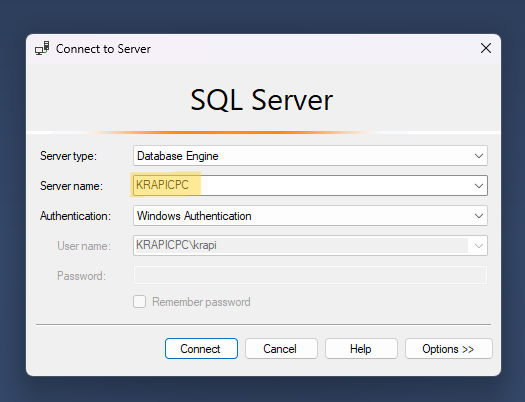 Connect to Server
SQL Server
Server type: Database Engine
Server name: KRAPICPC
Authentication: Windows Authentication
User name: KRAPICPC\krapi
Password:
Remember password
Connect Cancel Help Options >>